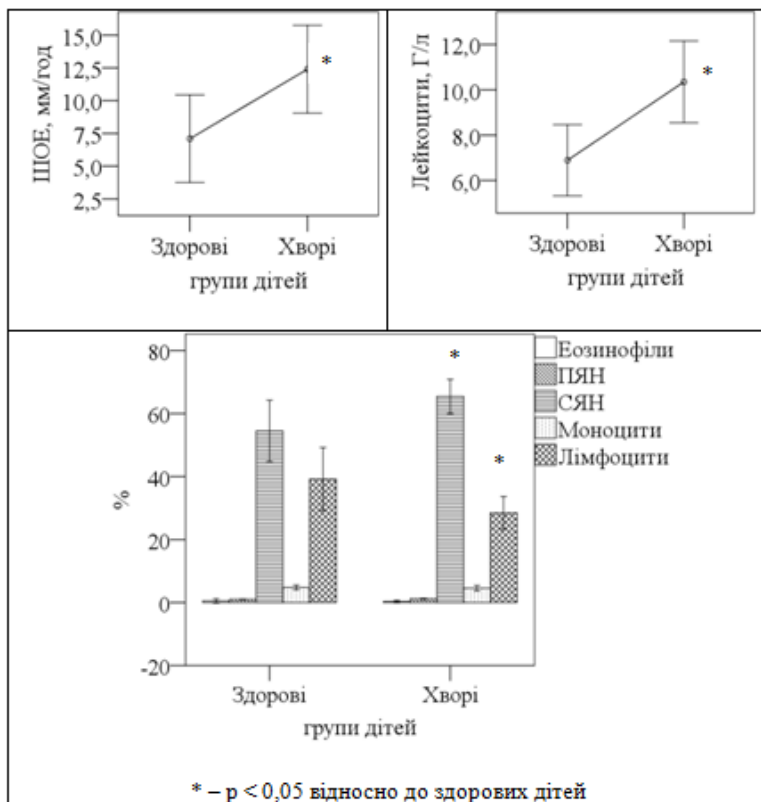 ШОЕ, мм/год
15,0
12,5
10,0
7,5
5,0
2,5
*
Здорові Хворі
групи дітей
Лейкоцити, Г/л
12,0
10,0
8,0
6,0
*
Здорові Хворі
групи дітей
%
80
60
40
20
0
-20
*
*
Здорові Хворі
групи дітей
Еозинофіли
ПЯН
СЯН
Моноцити
Лімфоцити
* – p < 0,05 відносно до здорових дітей